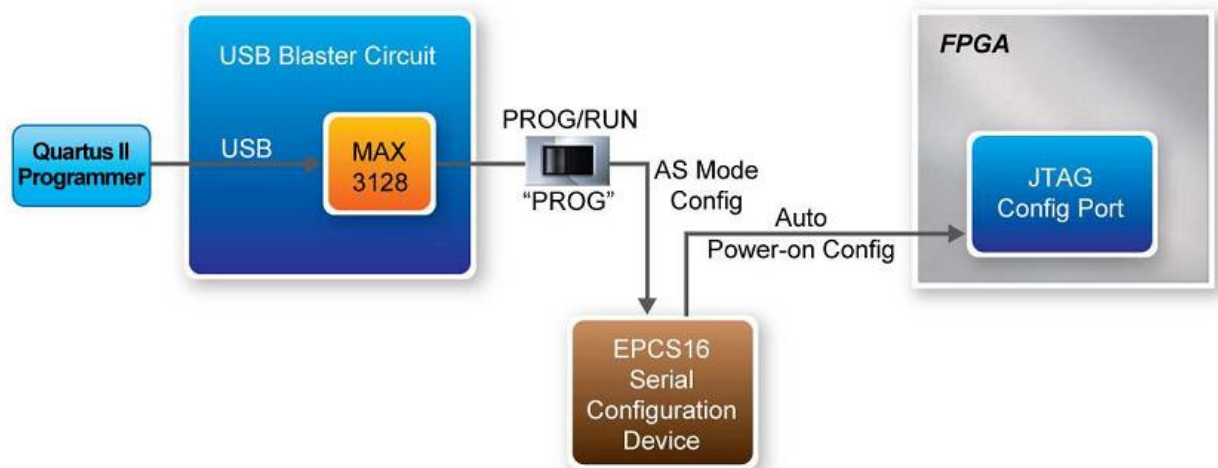 USB Blaster Circuit
Quartus II
Programmer
USB
MAX
3128
PROG/RUN
“PROG”
AS Mode
Config
Auto
Power-on Config
EPCS16
Serial
Configuration
Device
FPGA
JTAG
Config Port